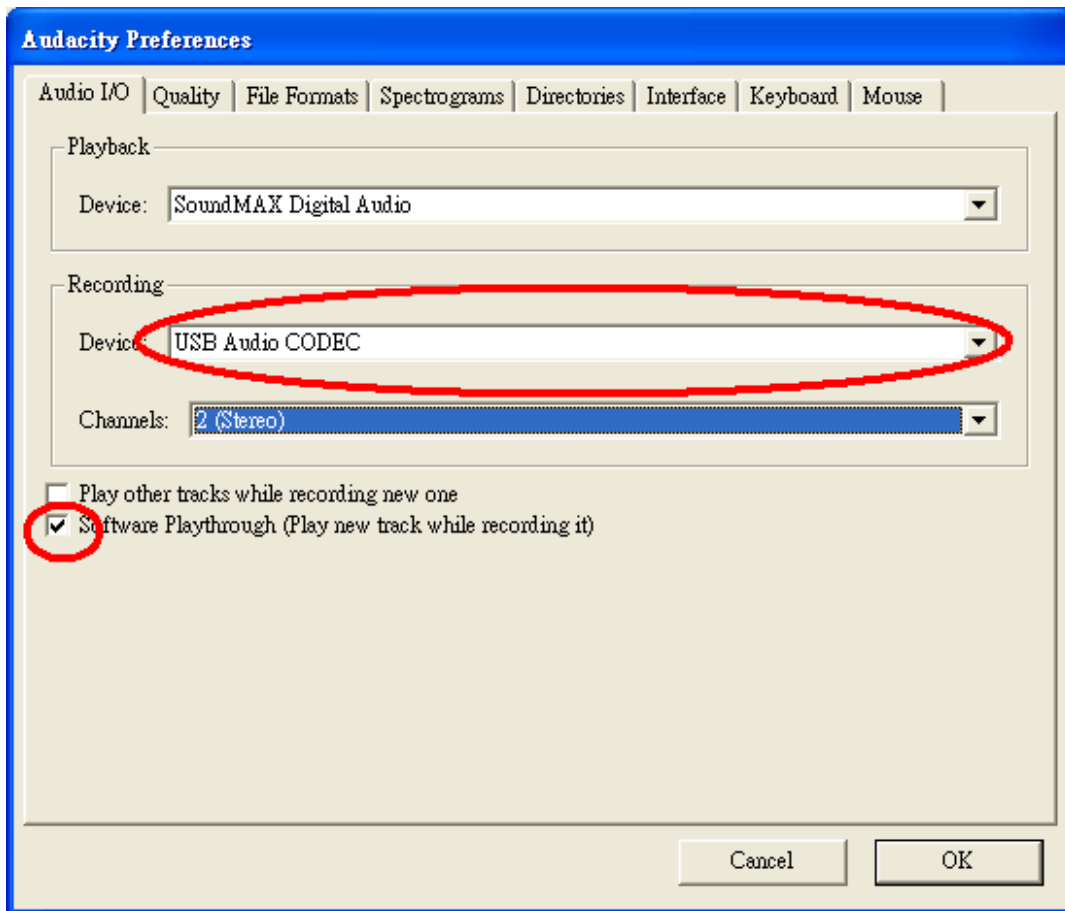 Audacity Preferences
Audio I/O Quality File Formats Spectrograms Directories Interface Keyboard Mouse
Playback
Device: SoundMAX Digital Audio
Recording
Device: USB Audio CODEC
Channels: 2 (Stereo)
Play other tracks while recording new one
Software Playthrough (Play new track while recording it)
Cancel OK